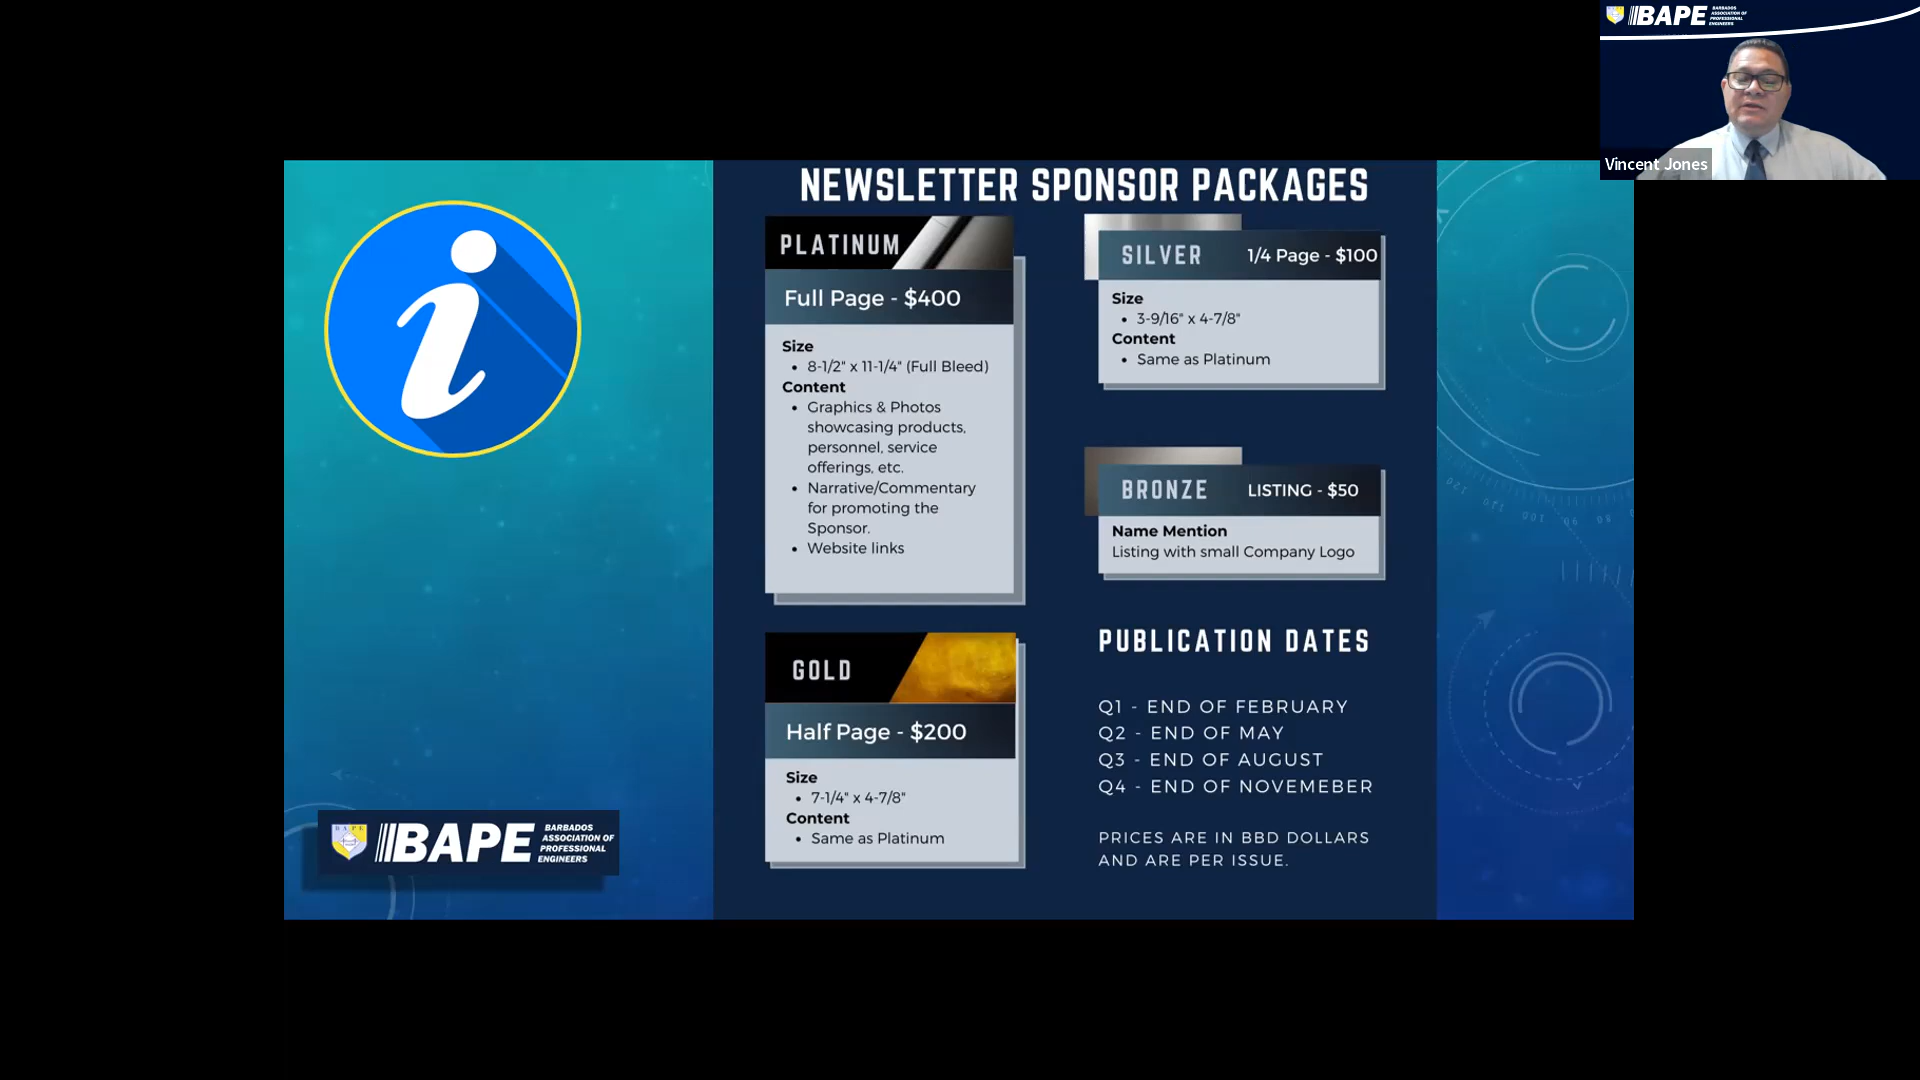 BAPE
BARBADOS
ASSOCIATION OF
PROFESSIONAL
ENGINEERS
Vincent Jones
NEWSLETTER SPONSOR PACKAGES
PLATINUM
Full Page - $400
Size
• 8-1/2" x 11-1/4" (Full Bleed)
Content
• Graphics & Photos
showcasing products,
personnel, service
offerings, etc.
• Narrative/Commentary
for promoting the
Sponsor.
• Website links
GOLD
Half Page - $200
Size
• 7-1/4" x 4-7/8"
Content
• Same as Platinum
SILVER 1/4 Page - $100
Size
• 3-9/16" x 4-7/8"
Content
• Same as Platinum
BRONZE LISTING - $50
Name Mention
Listing with small Company Logo
PUBLICATION DATES
Q1 - END OF FEBRUARY
Q2 - END OF MAY
Q3 - END OF AUGUST
Q4 - END OF NOVEMEBER
PRICES ARE IN BBD DOLLARS
AND ARE PER ISSUE.
BAPE
BAPE
BARBADOS
ASSOCIATION OF
PROFESSIONAL
ENGINEERS